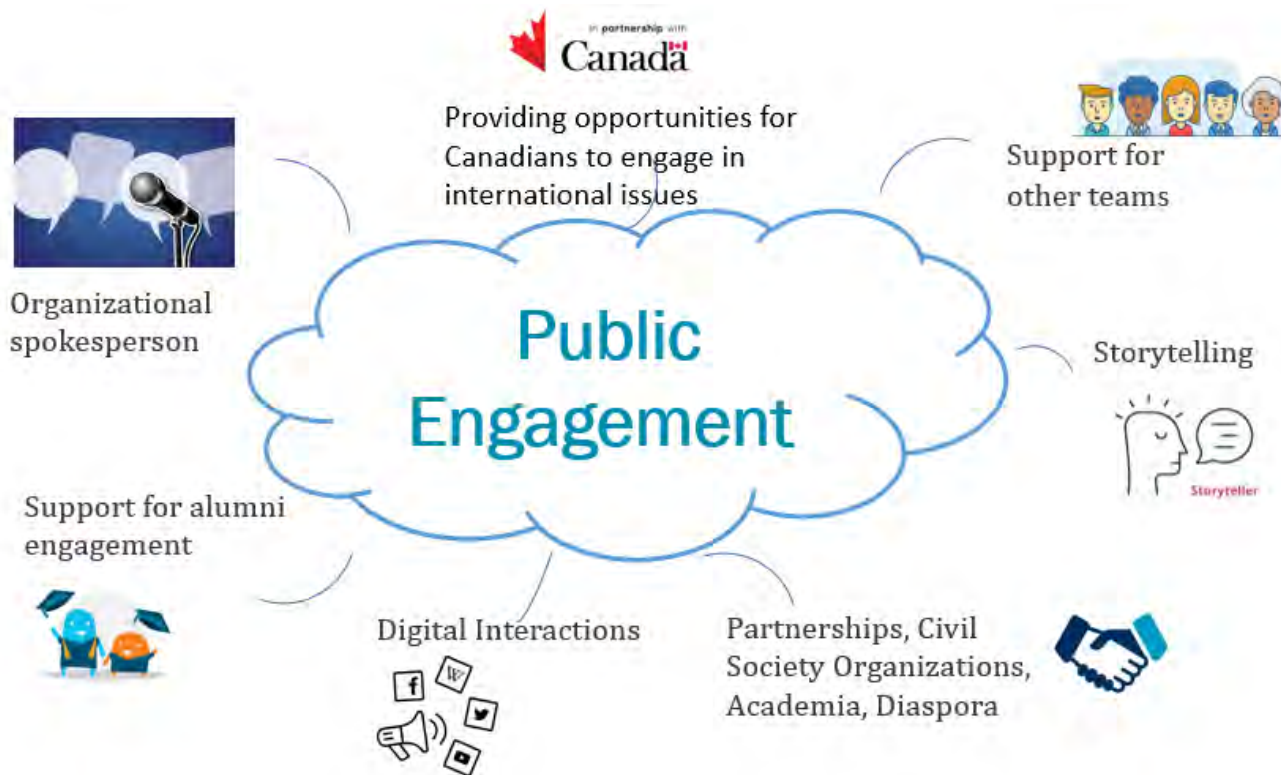 in partnership with
Canada
Providing opportunities for
Canadians to engage in
international issues
Support for
other teams
Organizational
spokesperson
Public
Engagement
Storytelling
Storyteller
Support for alumni
engagement
Digital Interactions
f
W
Partnerships, Civil
Society Organizations,
Academia, Diaspora